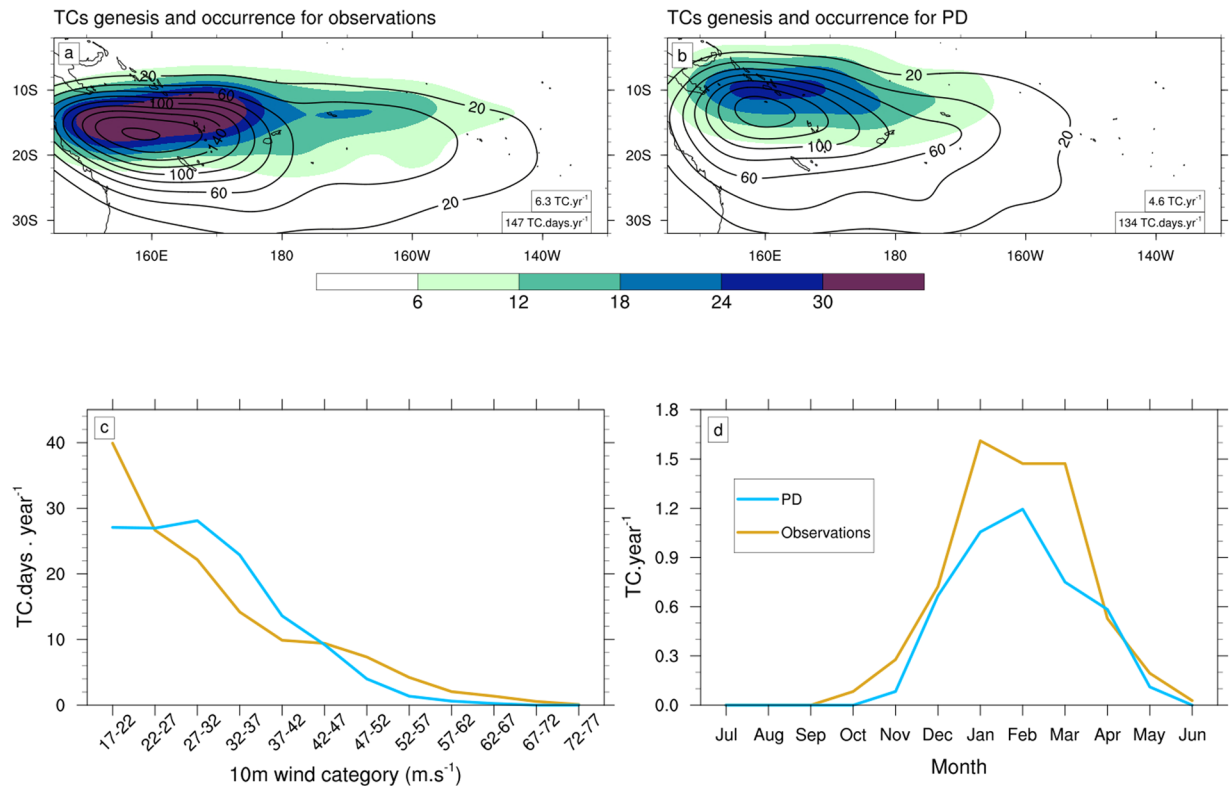 TCs genesis and occurrence for observations
TCs genesis and occurrence for PD
a
20
60
100
140
100
60
20
20
10S
20S
30S
6.3 TC.yr⁻¹
147 TC.days.yr⁻¹
160E
180
160W
140W
b
20
100
60
60
20
10S
20S
30S
4.6 TC.yr⁻¹
134 TC.days.yr⁻¹
160E
180
160W
140W
6 12 18 24 30
c
TC.days . year⁻¹
40
30
20
10
0
17-22 22-27 27-32 32-37 37-42 42-47 47-52 52-57 57-62 62-67 67-72 72-77
10m wind category (m.s⁻¹)
d
TC.year⁻¹
1.8
1.5
1.2
0.9
0.6
0.3
0.0
PD
Observations
Jul Aug Sep Oct Nov Dec Jan Feb Mar Apr May Jun
Month